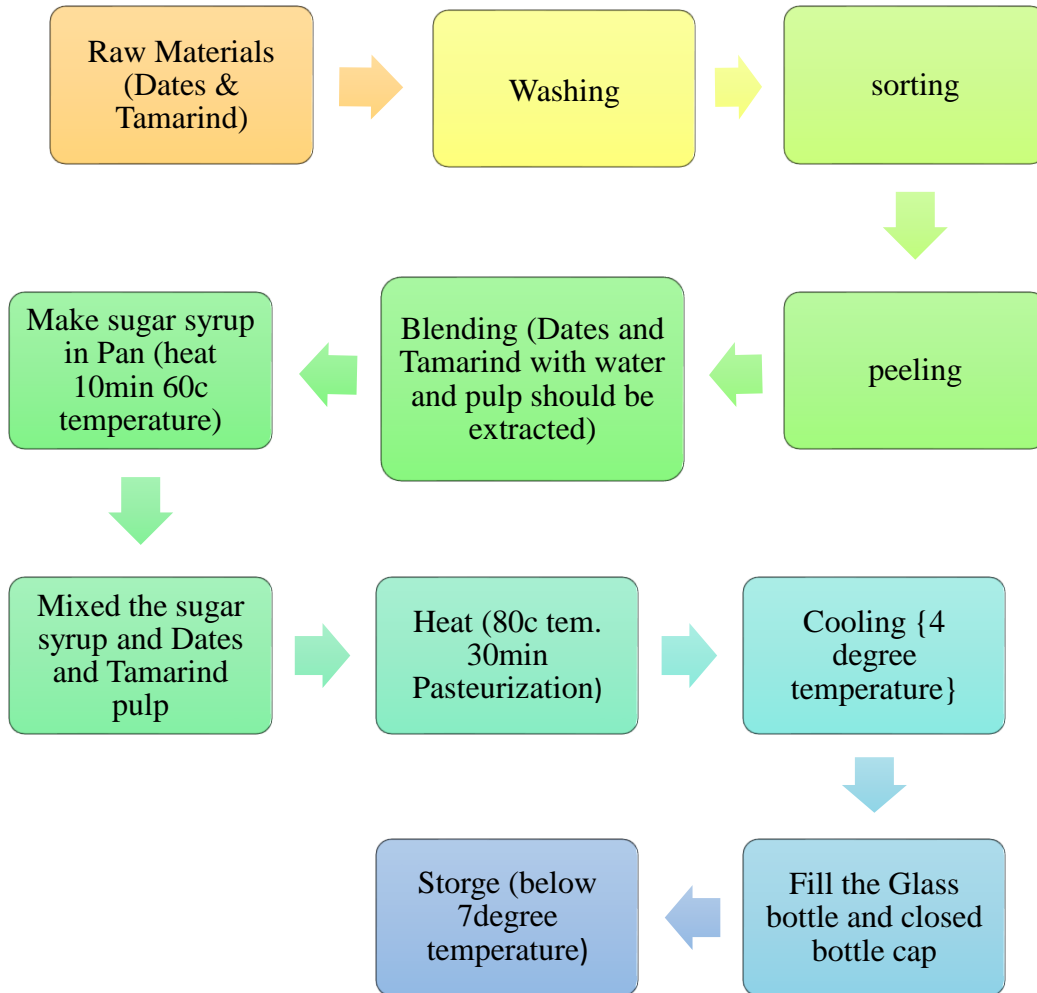 Raw Materials
(Dates &
Tamarind)
Washing
sorting
peeling
Blending (Dates and
Tamarind with water
and pulp should be
extracted)
Make sugar syrup
in Pan (heat
10min 60c
temperature)
Mixed the sugar
syrup and Dates
and Tamarind
pulp
Heat (80c tem.
30min
Pasteurization)
Cooling {4
degree
temperature}
Fill the Glass
bottle and closed
bottle cap
Storge (below
7degree
temperature)